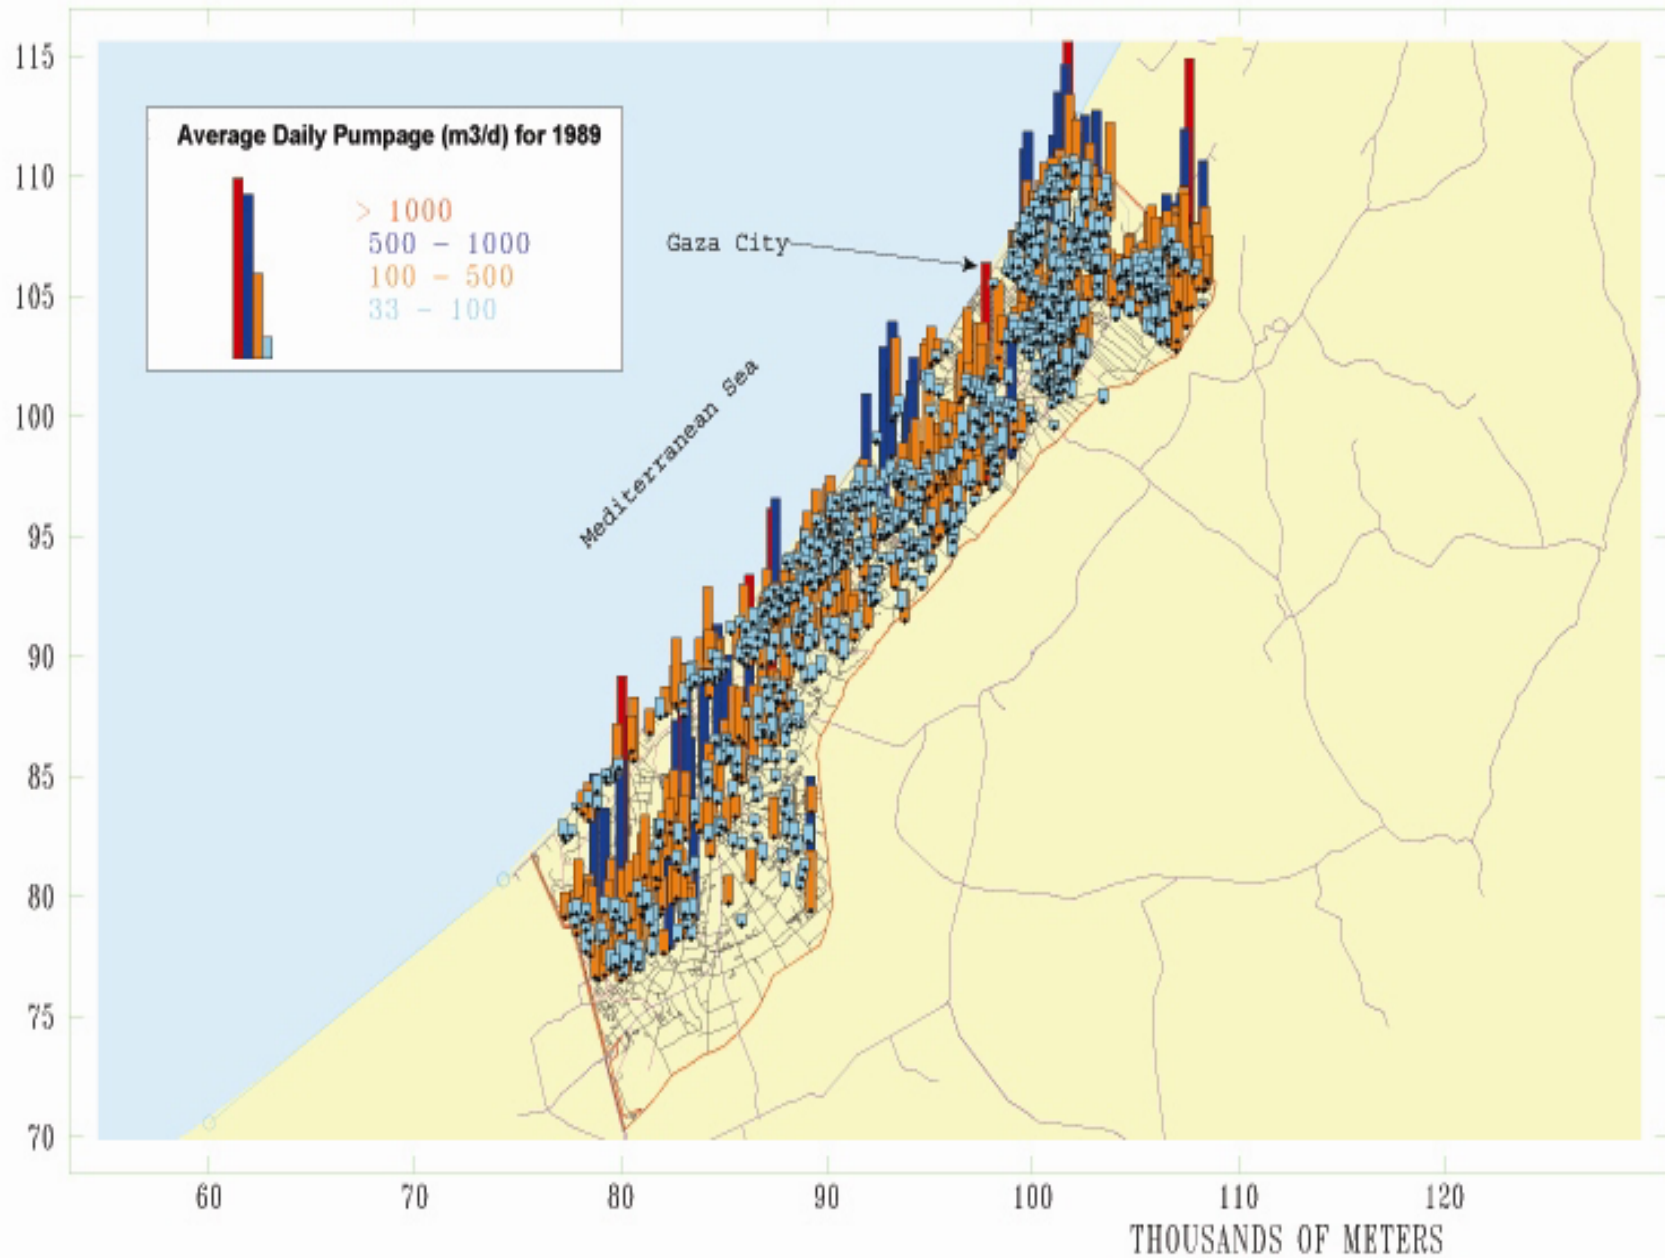 Average Daily Pumpage (m3/d) for 1989
> 1000
500 - 1000
100 - 500
33 - 100
Gaza City
Mediterranean Sea
115
110
105
100
95
90
85
80
75
70
60 70 80 90 100 110 120
THOUSANDS OF METERS